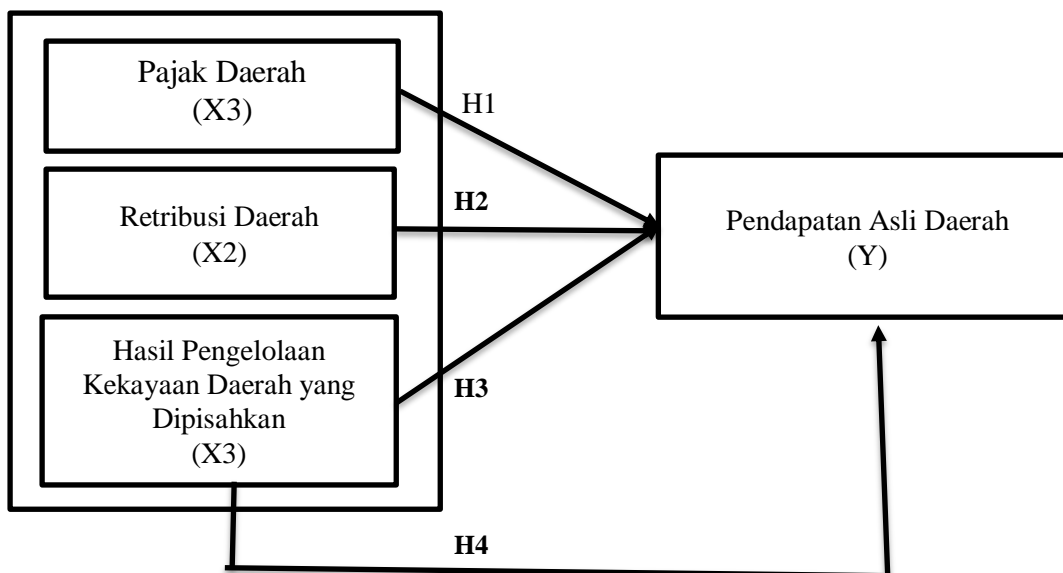 Pajak Daerah
(X3)
H1
Retribusi Daerah
(X2)
H2
Pendapatan Asli Daerah
(Y)
Hasil Pengelolaan
Kekayaan Daerah yang
Dipisahkan
(X3)
H3
H4